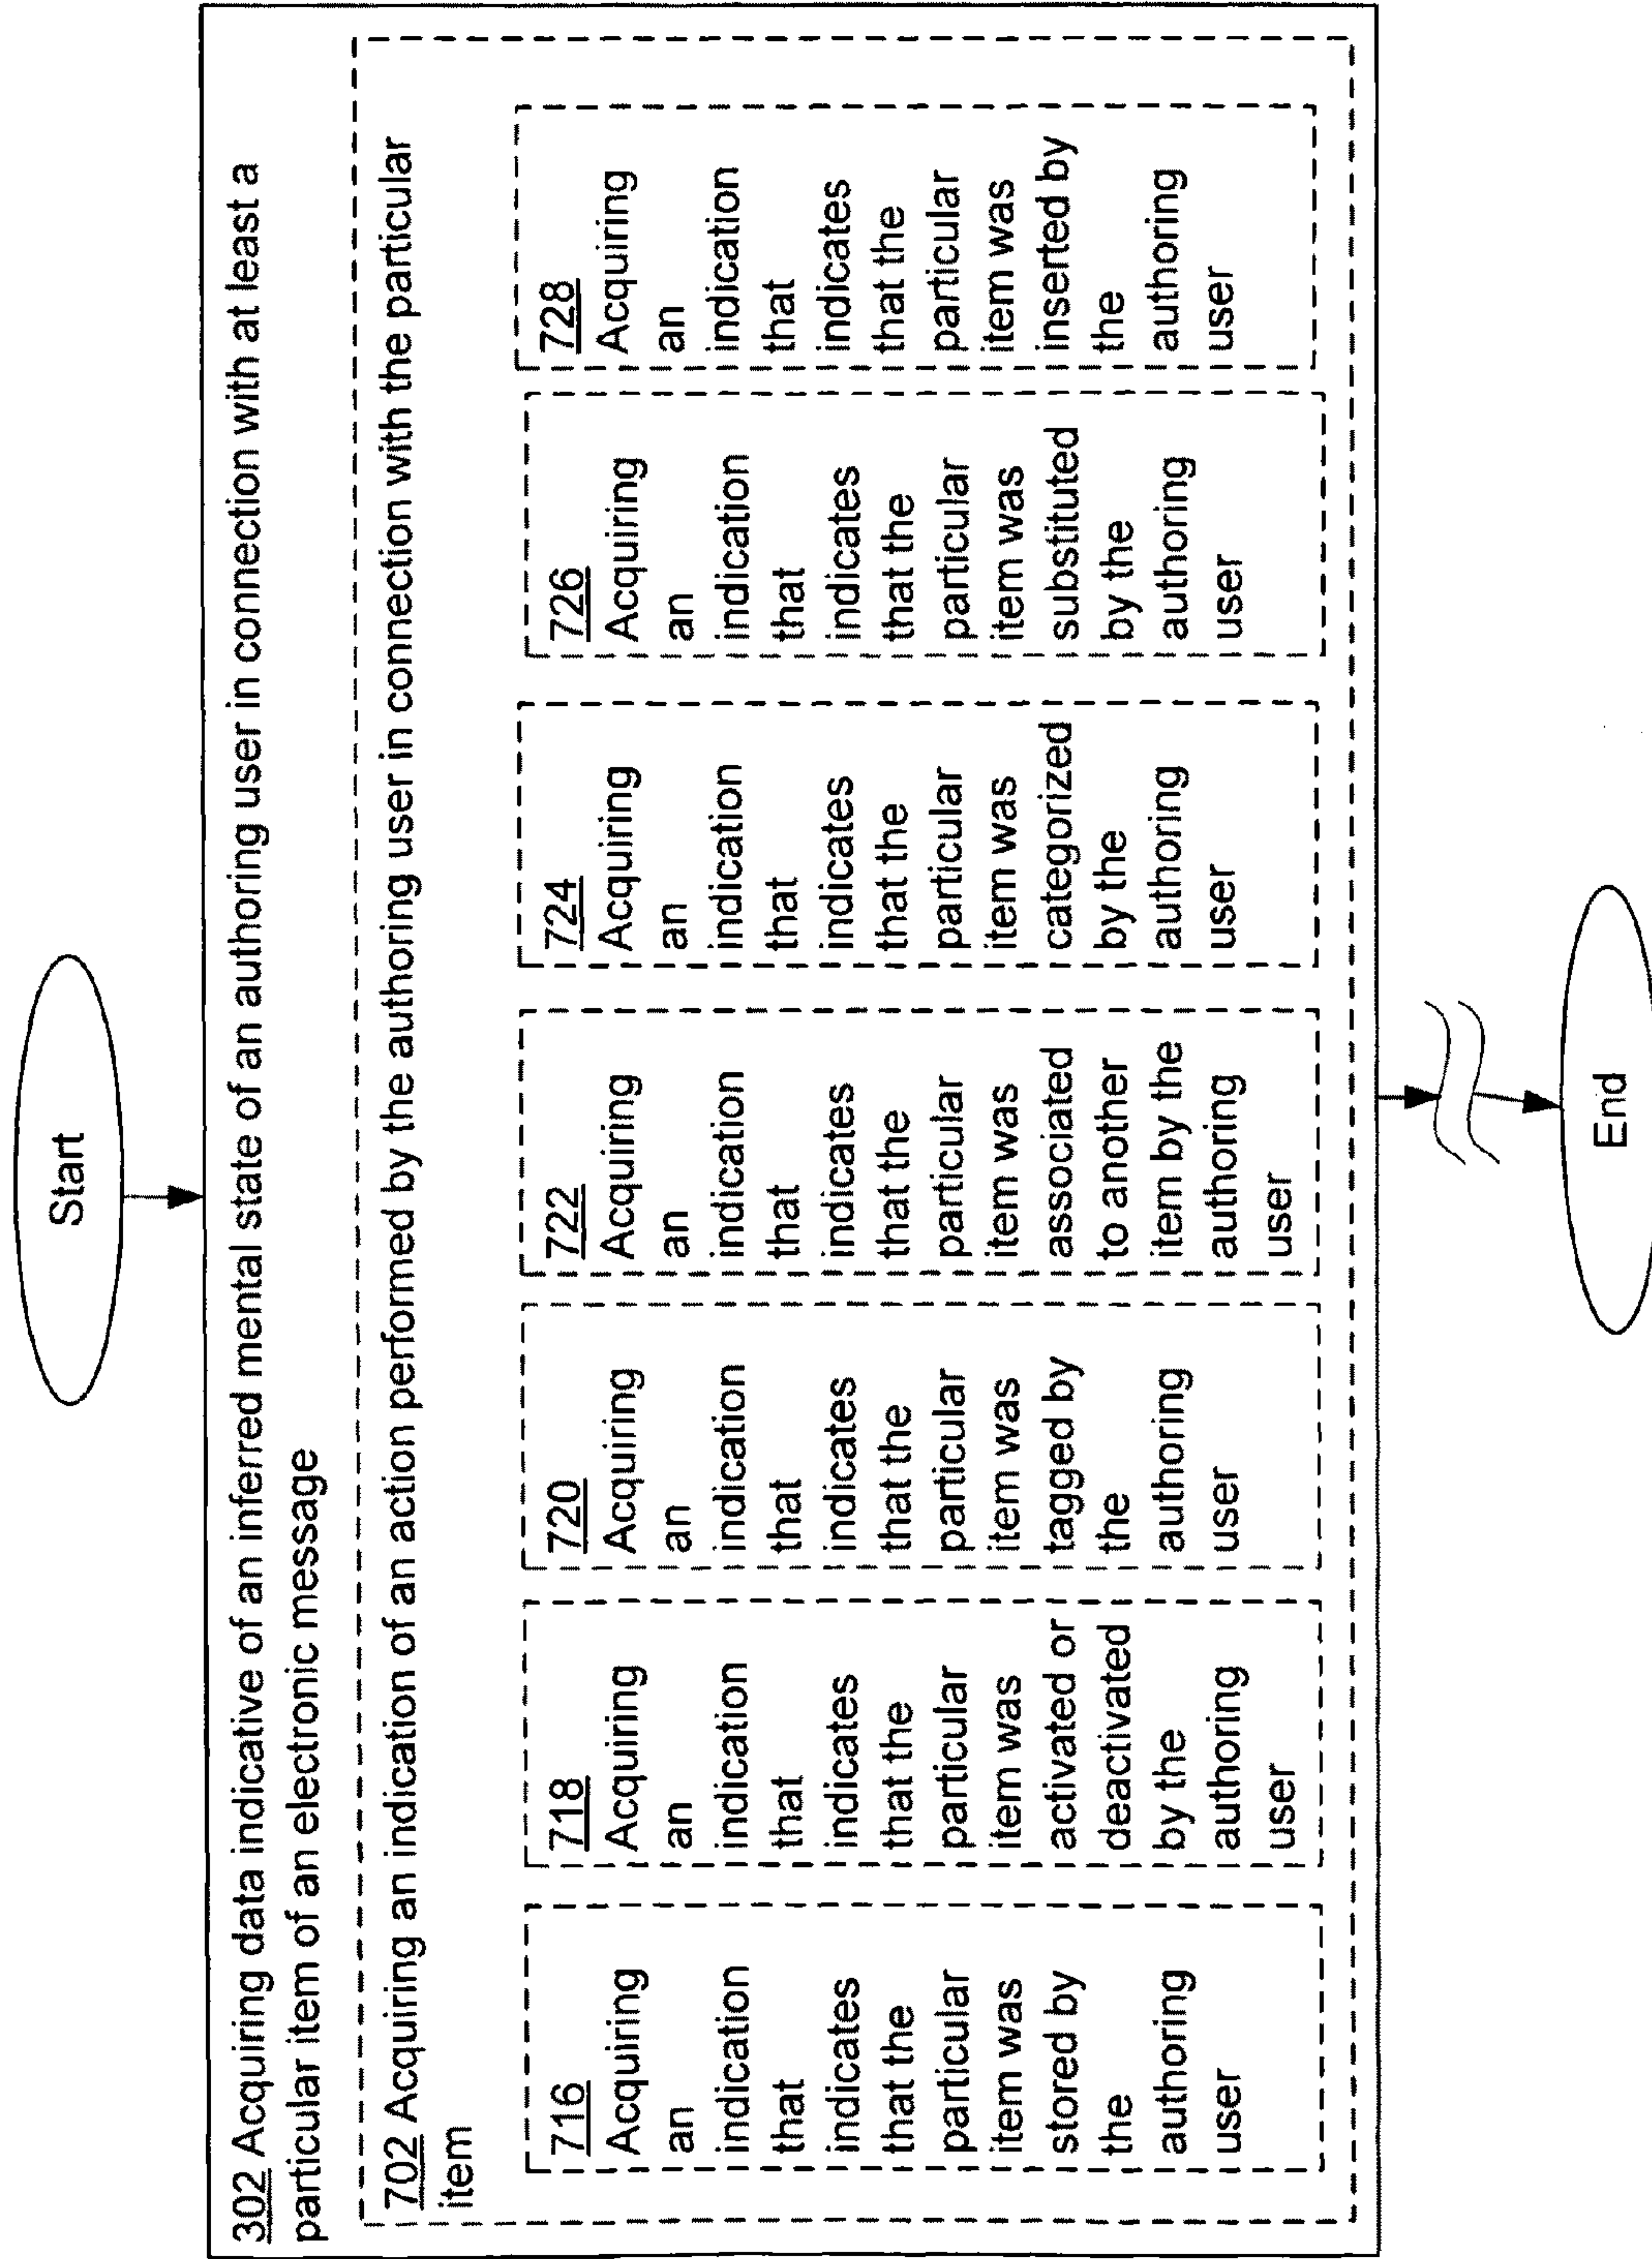 Start
302 Acquiring data indicative of an inferred mental state of an authoring user in connection with at least a
particular item of an electronic message
702 Acquiring an indication of an action performed by the authoring user in connection with the particular
item
716
Acquiring
an
indication
that
indicates
that the
particular
item was
stored by
the
authoring
user
718
Acquiring
an
indication
that
indicates
that the
particular
item was
activated or
deactivated
by the
authoring
user
720
Acquiring
an
indication
that
indicates
that the
particular
item was
tagged by
the
authoring
user
722
Acquiring
an
indication
that
indicates
that the
particular
item was
associated
to another
item by the
authoring
user
724
Acquiring
an
indication
that
indicates
that the
particular
item was
categorized
by the
authoring
user
726
Acquiring
an
indication
that
indicates
that the
particular
item was
substituted
by the
authoring
user
728
Acquiring
an
indication
that
indicates
that the
particular
item was
inserted by
the
authoring
user
End